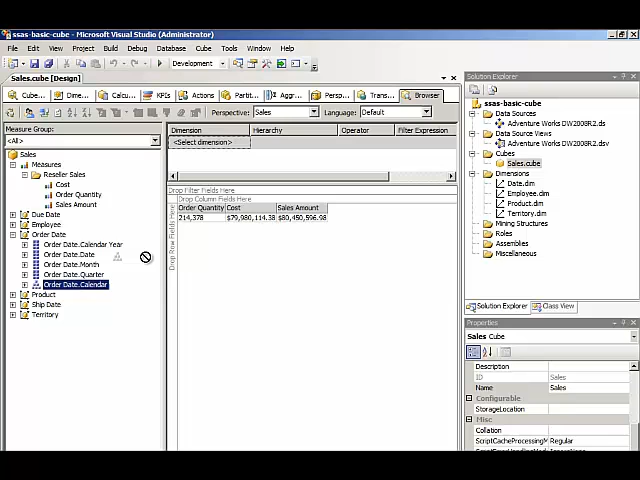 ssas-basic-cube - Microsoft Visual Studio (Administrator)
File Edit View Project Build Debug Database Cube Tools Window Help
Development
Sales.cube [Design]
Cube... Dime... Calcu... KPIs Actions Partit... Aggr... Persp... Trans... Browser
Perspective: Sales Language: Default
Measure Group:
<All>
Sales
Measures
Reseller Sales
Cost
Order Quantity
Sales Amount
Due Date
Employee
Order Date
Order Date.Calendar Year
Order Date.Date
Order Date.Month
Order Date.Quarter
Order Date.Calendar
Product
Ship Date
Territory
Dimension Hierarchy Operator Filter Expression
<Select dimension>
Drop Filter Fields Here
Drop Column Fields Here
Drop Row Fields Here
Order Quantity Cost Sales Amount
214,378 $79,980,114.38 $80,450,596.98
Solution Explorer
ssas-basic-cube
Data Sources
Adventure Works DW2008R2.ds
Data Source Views
Adventure Works DW2008R2.dsv
Cubes
Sales.cube
Dimensions
Date.dim
Employee.dim
Product.dim
Territory.dim
Mining Structures
Roles
Assemblies
Miscellaneous
Solution Explorer Class View
Properties
Sales Cube
Description
ID Sales
Name Sales
Configurable
StorageLocation
Misc
Collation
ScriptCacheProcessingM Regular